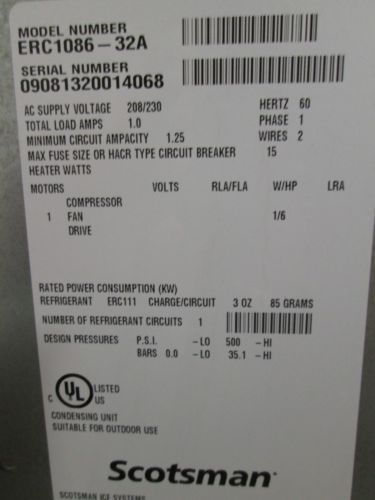 MODEL NUMBER
ERC1086-32A
SERIAL NUMBER
09081320014068
AC SUPPLY VOLTAGE 208/230 HERTZ 60
TOTAL LOAD AMPS 1.0 PHASE 1
MINIMUM CIRCUIT AMPACITY 1.25 WIRES 2
MAX FUSE SIZE OR HACR TYPE CIRCUIT BREAKER 15
HEATER WATTS
MOTORS VOLTS RLA/FLA W/HP LRA
COMPRESSOR
1 FAN 1/6
DRIVE
RATED POWER CONSUMPTION (KW)
REFRIGERANT ERC111 CHARGE/CIRCUIT 3 OZ 85 GRAMS
NUMBER OF REFRIGERANT CIRCUITS 1
DESIGN PRESSURES P.S.I. -LO 500 -HI
BARS 0.0 -LO 35.1 -HI
C UL LISTED US
CONDENSING UNIT
SUITABLE FOR OUTDOOR USE
Scotsman
SCOTSMAN ICE SYSTEMS